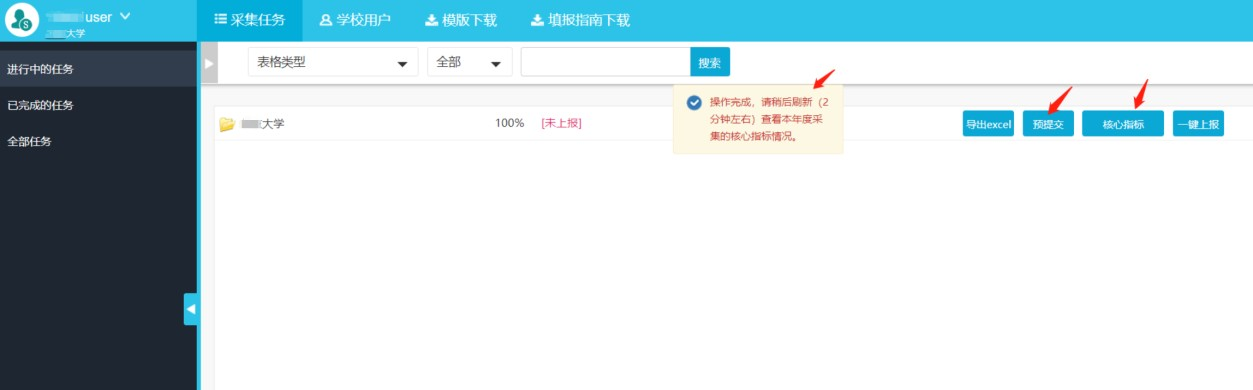 user
大学
采集任务 学校用户 模版下载 填报指南下载
进行中的任务
已完成的任务
全部任务
表格类型 全部 搜索
操作完成，请稍后刷新（2
分钟左右）查看本年度采
集的核心指标情况。
大学 100% [未上报] 导出excel 预提交 核心指标 一键上报